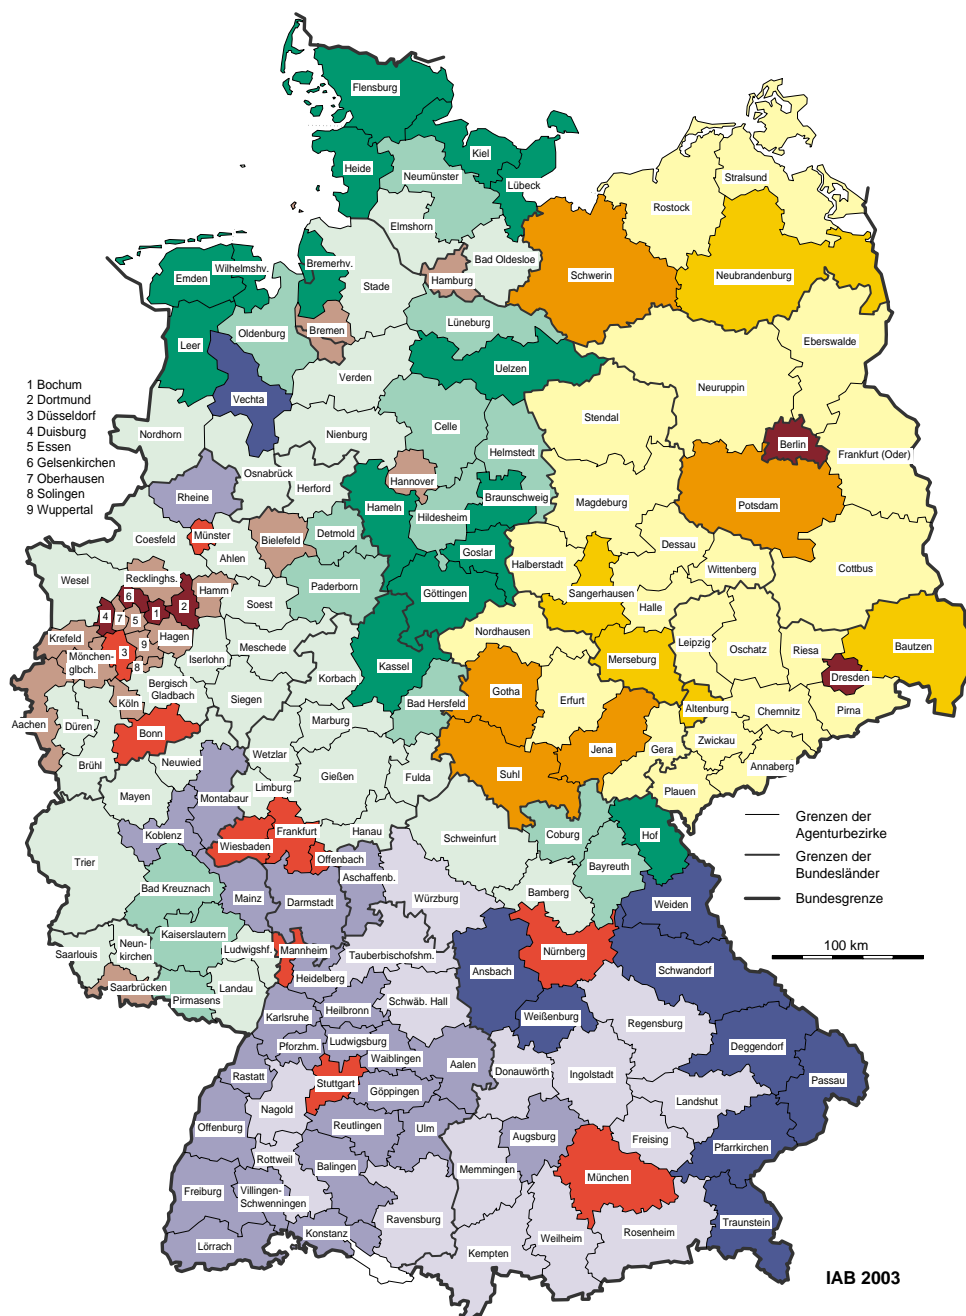 Flensburg
Kiel
Heide
Neumünster
Lübeck
Stralsund
Rostock
Elmshorn
Bad Oldesloe
Bremerhv.
Wilhelmshv.
Emden
Stade
Hamburg
Schwerin
Neubrandenburg
Lüneburg
Oldenburg
Bremen
Leer
Eberswalde
Uelzen
Verden
Neuruppin
1 Bochum
2 Dortmund
3 Düsseldorf
4 Duisburg
5 Essen
6 Gelsenkirchen
7 Oberhausen
8 Solingen
9 Wuppertal
Vechta
Stendal
Celle
Nordhorn
Nienburg
Berlin
Helmstedt
Frankfurt (Oder)
Osnabrück
Hannover
Herford
Rheine
Braunschweig
Magdeburg
Potsdam
Hameln
Hildesheim
Münster
Bielefeld
Detmold
Coesfeld
Ahlen
Goslar
Halberstadt
Dessau
Wittenberg
Cottbus
Wesel
Recklinghs.
Hamm
Paderborn
Göttingen
Sangerhausen
Halle
6
2
4
7
5
1
Soest
Krefeld
Hagen
9
3
8
Mönchen-
glbch.
Iserlohn
Meschede
Nordhausen
Leipzig
Oschatz
Riesa
Bautzen
Merseburg
Kassel
Korbach
Dresden
Bergisch
Gladbach
Siegen
Köln
Aachen
Düren
Bonn
Gotha
Erfurt
Bad Hersfeld
Altenburg
Chemnitz
Pirna
Marburg
Zwickau
Brühl
Neuwied
Wetzlar
Gießen
Jena
Gera
Annaberg
Suhl
Fulda
Plauen
Mayen
Montabaur
Limburg
Koblenz
Frankfurt
Wiesbaden
Hanau
Schweinfurt
Coburg
Hof
Trier
Offenbach
Aschaffenb.
Bayreuth
Bad Kreuznach
Mainz
Darmstadt
Würzburg
Bamberg
Weiden
Kaiserslautern
Neun-
kirchen
Saarlouis
Ludwigshf.
Mannheim
Tauberbischofshm.
Nürnberg
Ansbach
Schwandorf
Saarbrücken
Landau
Heidelberg
Pirmasens
Schwäb. Hall
Karlsruhe
Heilbronn
Weißenburg
Regensburg
Pforzhm.
Ludwigsburg
Waiblingen
Aalen
Deggendorf
Rastatt
Stuttgart
Göppingen
Donauwörth
Ingolstadt
Passau
Nagold
Landshut
Offenburg
Reutlingen
Ulm
Augsburg
Freising
Pfarrkirchen
Rottweil
Balingen
Memmingen
München
Freiburg
Villingen-
Schwenningen
Ravensburg
Traunstein
Konstanz
Lörrach
Kempten
Weilheim
Rosenheim
Grenzen der
Agenturbezirke
Grenzen der
Bundesländer
Bundesgrenze
100 km
IAB 2003